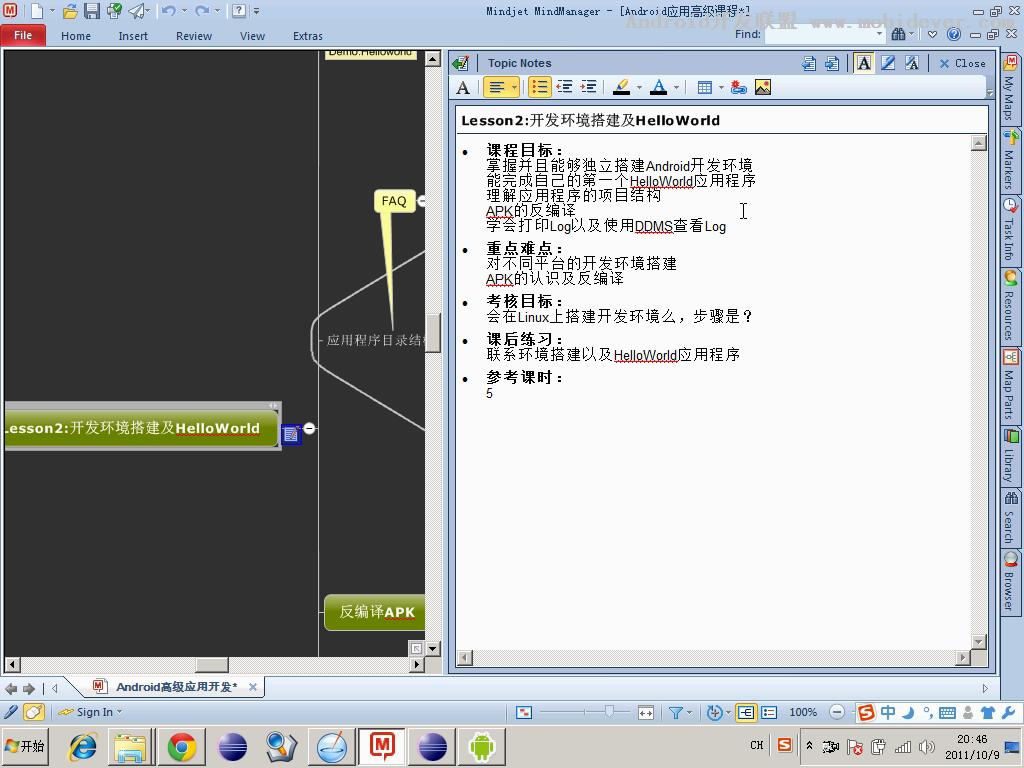 Mindjet MindManager - [Android应用高级课程*]
Android开发联盟 www.mobidever.com
File
Home
Insert
Review
View
Extras
Find:
Demo:Helloworld
Topic Notes
Close
Lesson2:开发环境搭建及HelloWorld
课程目标：
掌握并且能够独立搭建Android开发环境
能完成自己的第一个HelloWorld应用程序
理解应用程序的项目结构
APK的反编译
学会打印Log以及使用DDMS查看Log
重点难点：
对不同平台的开发环境搭建
APK的认识及反编译
考核目标：
会在Linux上搭建开发环境么，步骤是？
课后练习：
联系环境搭建以及HelloWorld应用程序
参考课时：
5
FAQ
应用程序目录结构
Lesson2:开发环境搭建及HelloWorld
反编译APK
My Maps
Markers
Task Info
Resources
Map Parts
Library
Search
Browser
Android高级应用开发*
Sign In
100%
中
开始
CH
20:46
2011/10/9